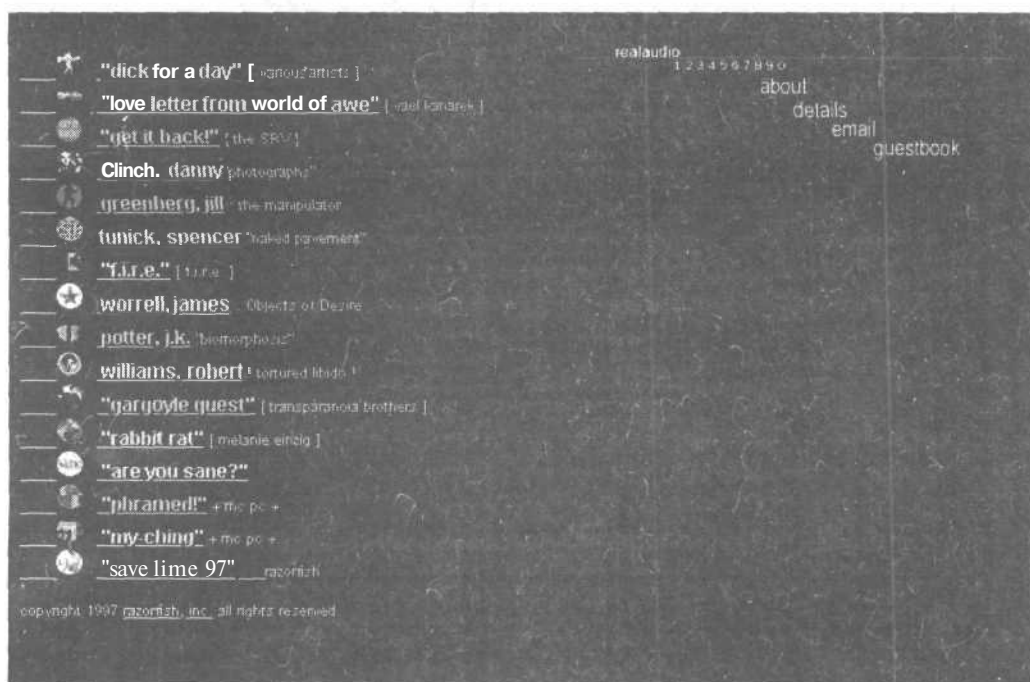 "dick for a day" [ various artists ]
"love letter from world of awe" [ yael kanarek ]
"get it back!" [ the SRV ]
Clinch. danny "photographs"
greenberg, jill the manipulator
tunick, spencer "naked pavement"
"f.i.r.e." [ f.i.r.e. ]
worrell, james Objects of Desire
potter, j.k. "biomorphosis"
williams, robert tortured libido
"gargoyle quest" [ transparanoia brothers ]
"rabbit rat" [ melanie einzig ]
"are you sane?"
"phramed!" + mc pc +
"my-ching" + mc pc +
"save lime 97" razorfish
copyright 1997 razorfish, inc. all rights reserved
realaudio
1 2 3 4 5 6 7 8 9 0
about
details
email
guestbook